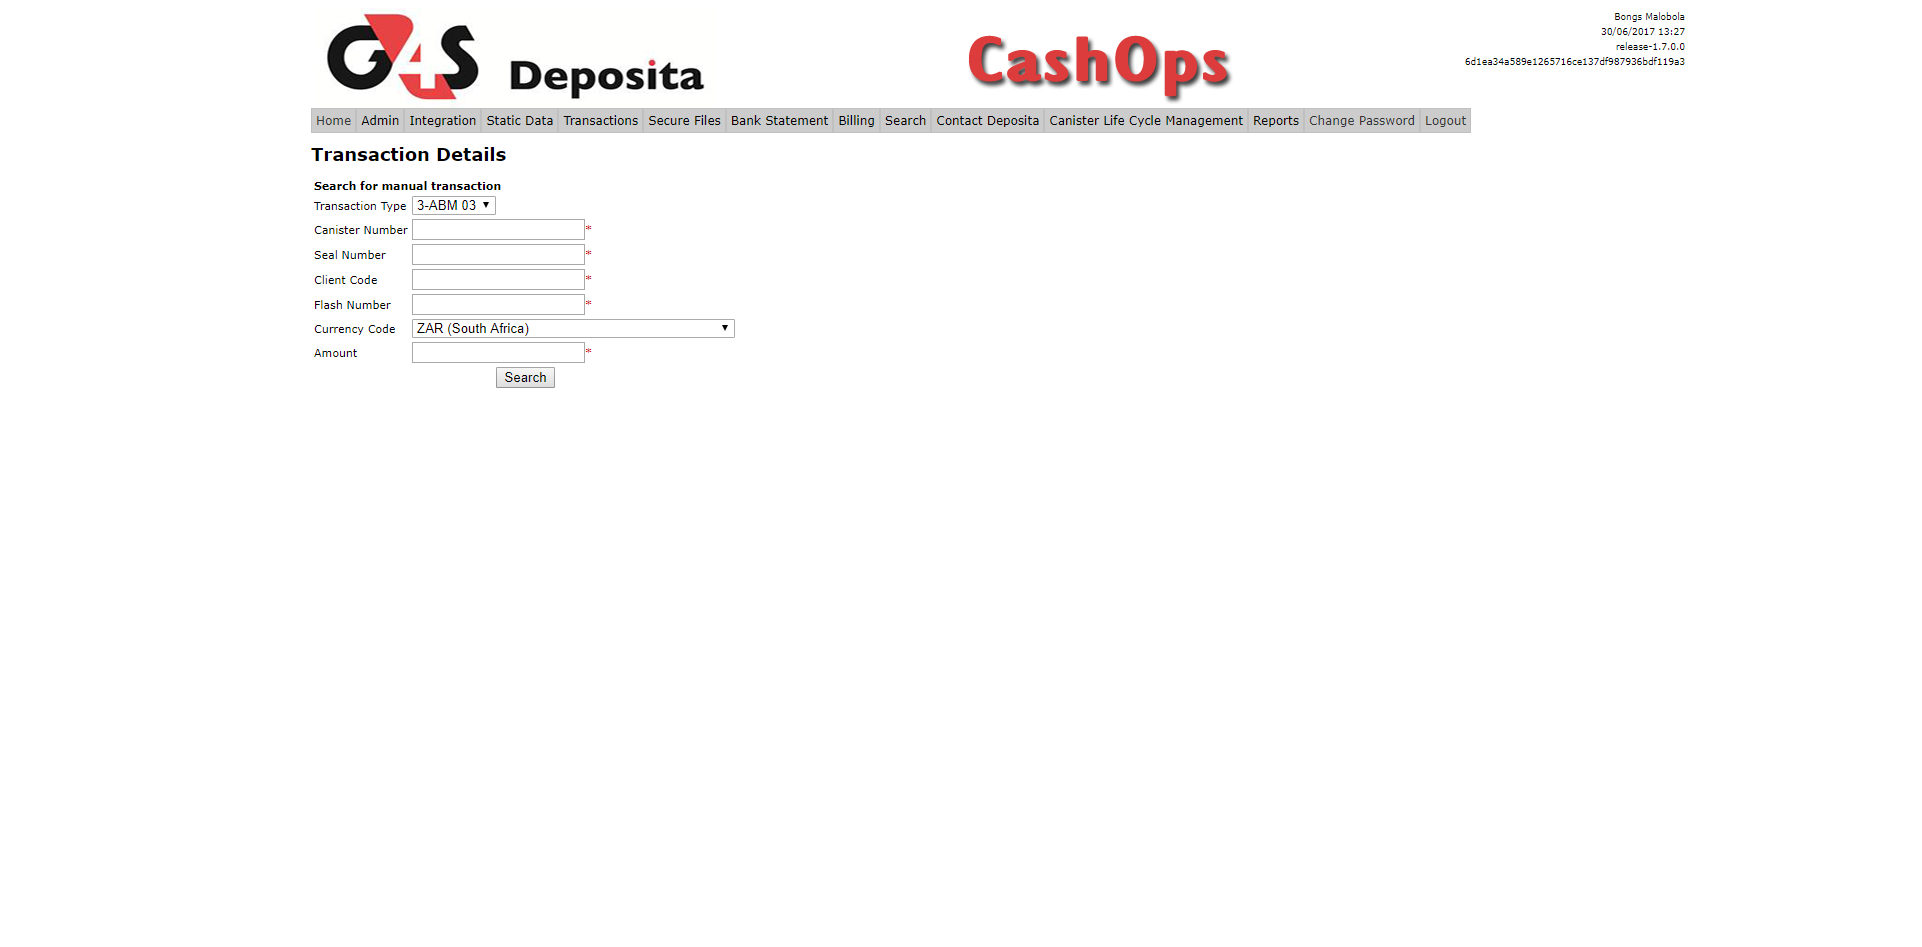 G4S Deposita
CashOps
Bongs Malobola
30/06/2017 13:27
release-1.7.0.0
6d1ea34a589e1265716ce137df987936bdf119a3
Home Admin Integration Static Data Transactions Secure Files Bank Statement Billing Search Contact Deposita Canister Life Cycle Management Reports Change Password Logout
Transaction Details
Search for manual transaction
Transaction Type 3-ABM 03
Canister Number *
Seal Number *
Client Code *
Flash Number *
Currency Code ZAR (South Africa)
Amount *
Search